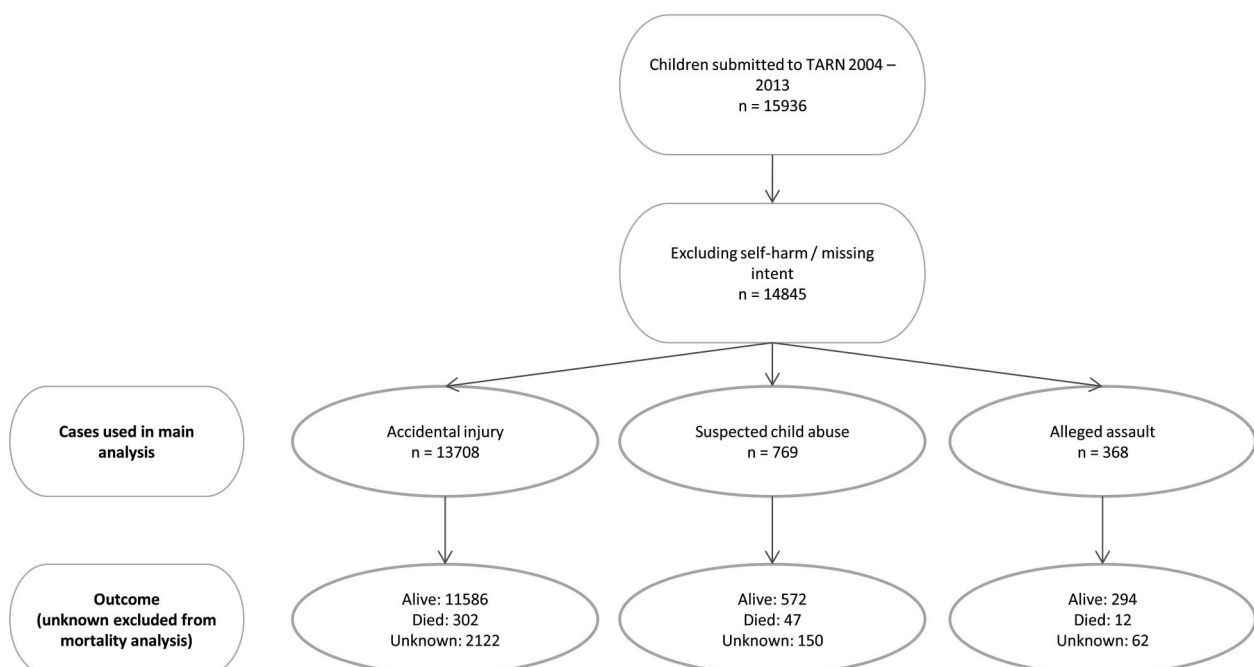 Children submitted to TARN 2004 –
2013
n = 15936
Excluding self-harm / missing
intent
n = 14845
Cases used in main
analysis
Accidental injury
n = 13708
Suspected child abuse
n = 769
Alleged assault
n = 368
Outcome
(unknown excluded from
mortality analysis)
Alive: 11586
Died: 302
Unknown: 2122
Alive: 572
Died: 47
Unknown: 150
Alive: 294
Died: 12
Unknown: 62